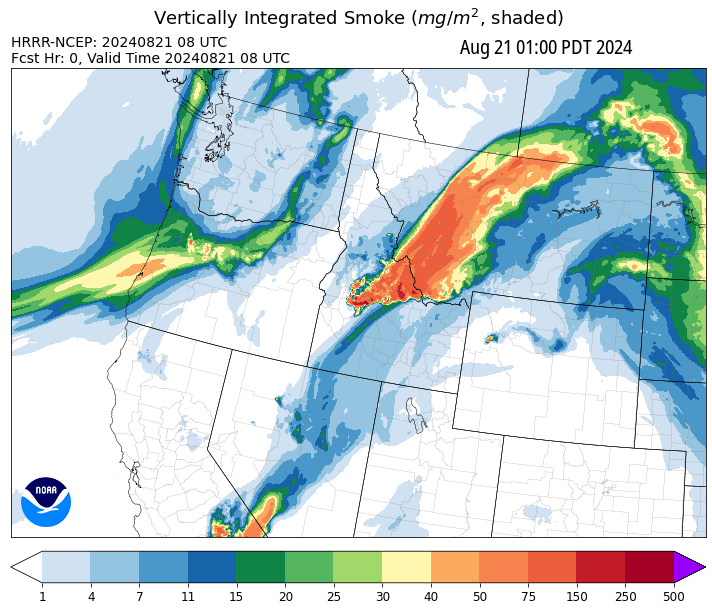 Vertically Integrated Smoke (mg/m², shaded)
HRRR-NCEP: 20240821 08 UTC
Aug 21 01:00 PDT 2024
Fcst Hr: 0, Valid Time 20240821 08 UTC
NOAA
1 4 7 11 15 20 25 30 40 50 75 150 250 500